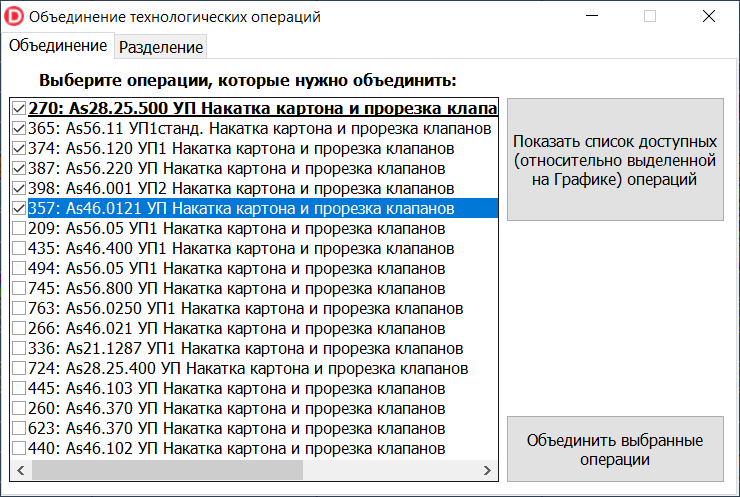 D Объединение технологических операций
Объединение Разделение
Выберите операции, которые нужно объединить:
270: As28.25.500 УП Накатка картона и прорезка клапа
365: As56.11 УП1станд. Накатка картона и прорезка клапанов
374: As56.120 УП1 Накатка картона и прорезка клапанов
387: As56.220 УП Накатка картона и прорезка клапанов
398: As46.001 УП2 Накатка картона и прорезка клапанов
357: As46.0121 УП Накатка картона и прорезка клапанов
209: As56.05 УП1 Накатка картона и прорезка клапанов
435: As46.400 УП1 Накатка картона и прорезка клапанов
494: As56.05 УП1 Накатка картона и прорезка клапанов
745: As56.800 УП Накатка картона и прорезка клапанов
763: As56.0250 УП1 Накатка картона и прорезка клапанов
266: As46.021 УП Накатка картона и прорезка клапанов
336: As21.1287 УП1 Накатка картона и прорезка клапанов
724: As28.25.400 УП Накатка картона и прорезка клапанов
445: As46.103 УП Накатка картона и прорезка клапанов
260: As46.370 УП Накатка картона и прорезка клапанов
623: As46.370 УП Накатка картона и прорезка клапанов
440: As46.102 УП Накатка картона и прорезка клапанов
Показать список доступных
(относительно выделенной
на Графике) операций
Объединить выбранные
операции